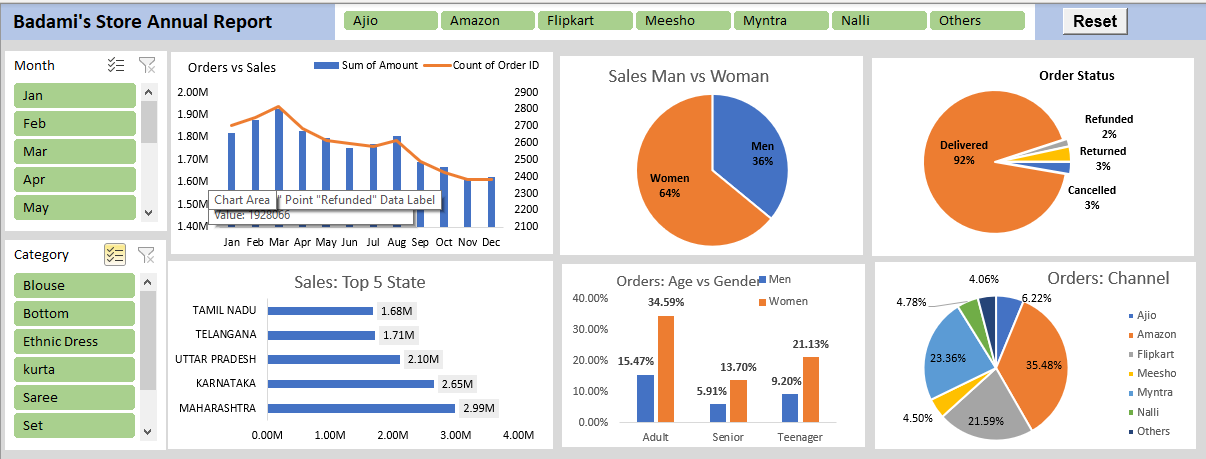 Badami's Store Annual Report
Ajio Amazon Flipkart Meesho Myntra Nalli Others
Reset
Month
Jan
Feb
Mar
Apr
May
Category
Blouse
Bottom
Ethnic Dress
kurta
Saree
Set
Orders vs Sales
Sum of Amount Count of Order ID
2.00M
1.90M
1.80M
1.70M
1.60M
1.50M
1.40M
2900
2800
2700
2600
2500
2400
2300
2200
2100
Chart Area " Point "Refunded" Data Label
Value: 1928066
Jan Feb Mar Apr May Jun Jul Aug Sep Oct Nov Dec
Sales Man vs Woman
Men
36%
Women
64%
Order Status
Delivered
92%
Refunded
2%
Returned
3%
Cancelled
3%
Sales: Top 5 State
TAMIL NADU 1.68M
TELANGANA 1.71M
UTTAR PRADESH 2.10M
KARNATAKA 2.65M
MAHARASHTRA 2.99M
0.00M 1.00M 2.00M 3.00M 4.00M
Orders: Age vs Gender
Men
Women
40.00%
30.00%
20.00%
10.00%
0.00%
15.47% 34.59%
5.91% 13.70%
9.20% 21.13%
Adult Senior Teenager
Orders: Channel
4.06%
6.22%
4.78%
35.48%
23.36%
4.50%
21.59%
Ajio
Amazon
Flipkart
Meesho
Myntra
Nalli
Others